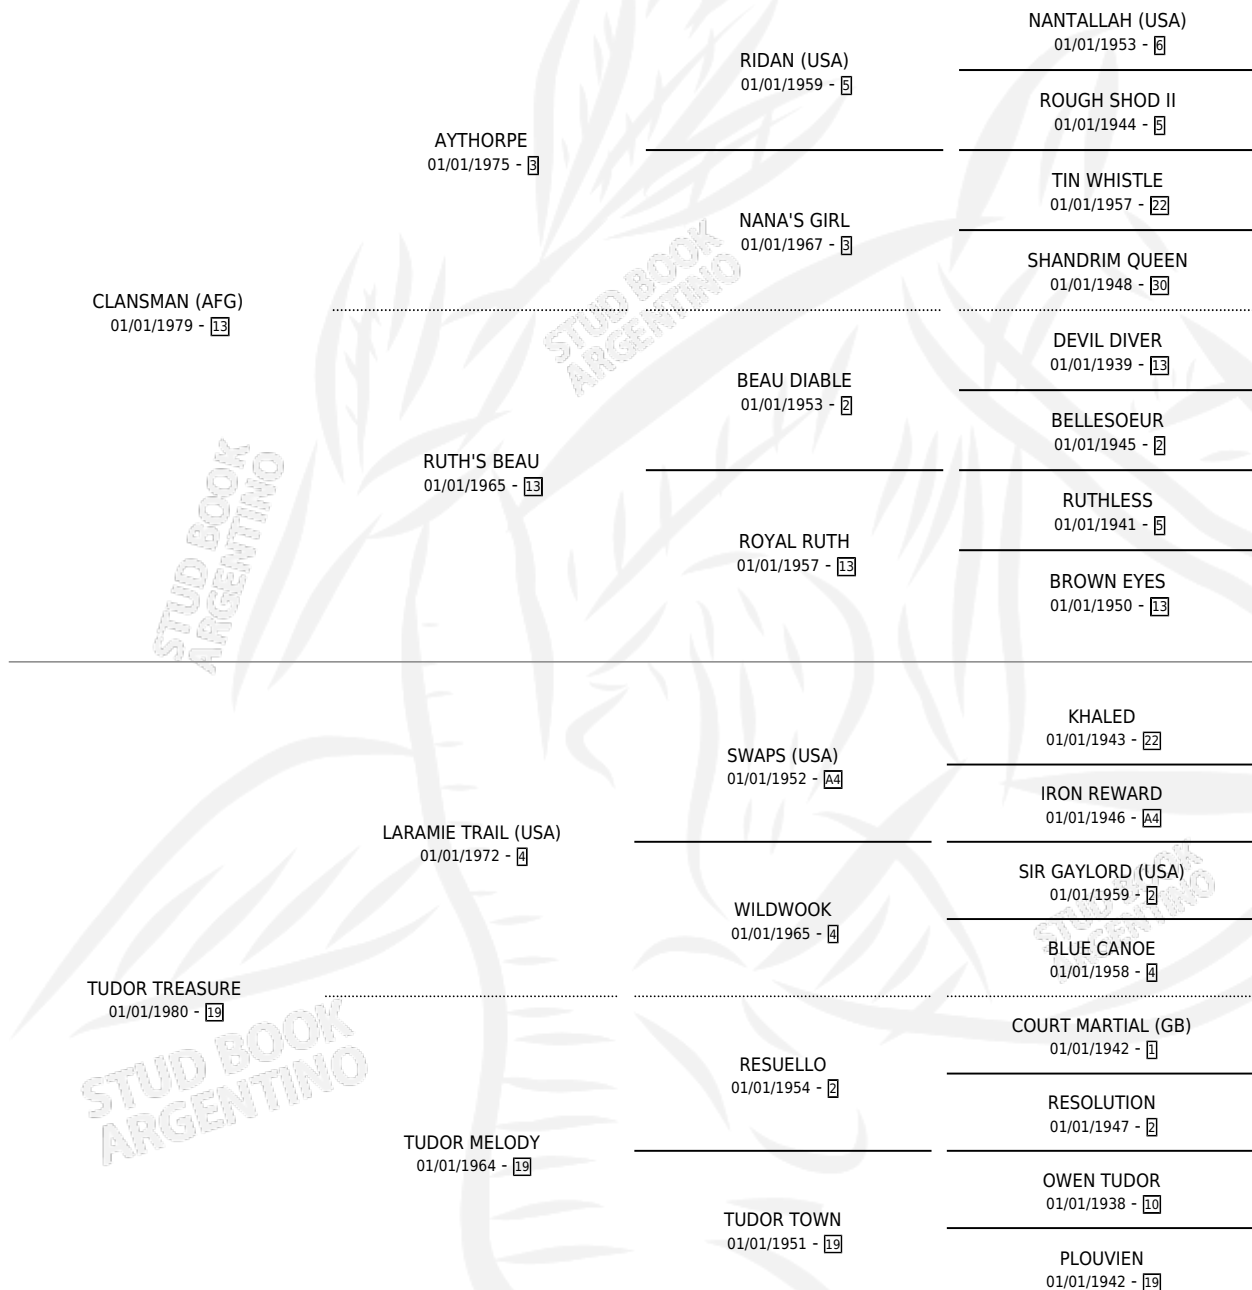 NANTALLAH (USA)
01/01/1953 - 6
RIDAN (USA)
01/01/1959 - 5
ROUGH SHOD II
01/01/1944 - 5
AYTHORPE
01/01/1975 - 3
TIN WHISTLE
01/01/1957 - 22
NANA'S GIRL
01/01/1967 - 3
SHANDRIM QUEEN
01/01/1948 - 30
CLANSMAN (AFG)
01/01/1979 - 13
DEVIL DIVER
01/01/1939 - 13
BEAU DIABLE
01/01/1953 - 2
BELLESOEUR
01/01/1945 - 2
RUTH'S BEAU
01/01/1965 - 13
RUTHLESS
01/01/1941 - 5
ROYAL RUTH
01/01/1957 - 13
BROWN EYES
01/01/1950 - 13
KHALED
01/01/1943 - 22
SWAPS (USA)
01/01/1952 - A4
IRON REWARD
01/01/1946 - A4
LARAMIE TRAIL (USA)
01/01/1972 - 4
SIR GAYLORD (USA)
01/01/1959 - 2
WILDWOOK
01/01/1965 - 4
BLUE CANOE
01/01/1958 - 4
TUDOR TREASURE
01/01/1980 - 19
COURT MARTIAL (GB)
01/01/1942 - 1
RESUELLO
01/01/1954 - 2
RESOLUTION
01/01/1947 - 2
TUDOR MELODY
01/01/1964 - 19
OWEN TUDOR
01/01/1938 - 10
TUDOR TOWN
01/01/1951 - 19
PLOUVIEN
01/01/1942 - 19
STUD BOOK
ARGENTINO
STUD BOOK
ARGENTINO
STUD BOOK
ARGENTINO
STUD BOOK
ARGENTINO